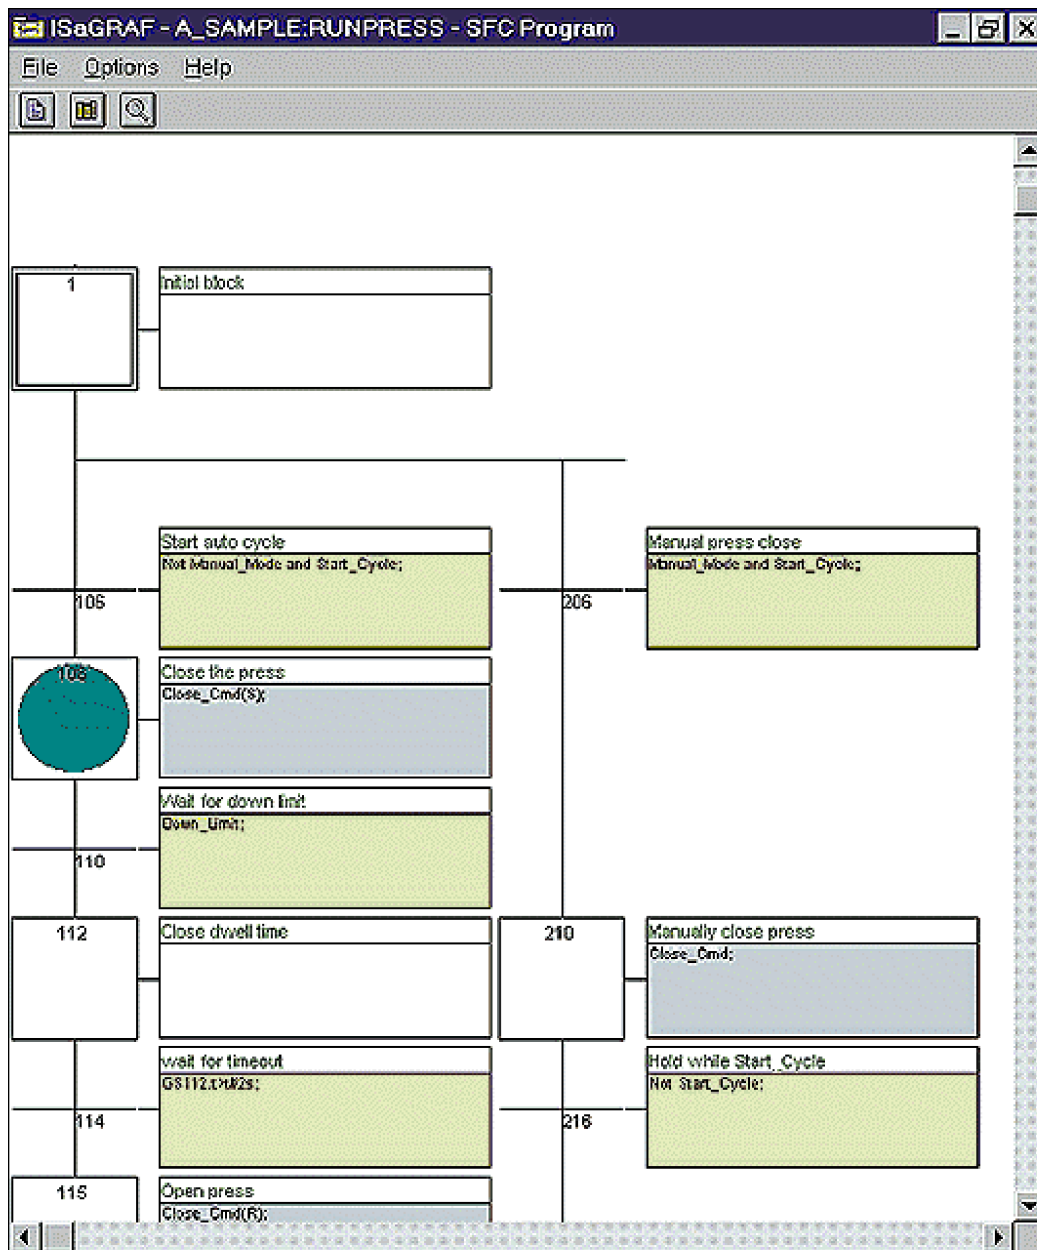 ISaGRAF - A_SAMPLE:RUNPRESS - SFC Program
File Options Help
1
Initial block
Start auto cycle
Not Manual_Mode and Start_Cycle;
106
Manual press close
Manual_Mode and Start_Cycle;
206
Close the press
Close_Cmd(S);
Wait for down limit
Down_Limit;
110
112
Close dwell time
210
Manually close press
Close_Cmd;
wait for timeout
114
Hold while Start_Cycle
Not Start_Cycle;
216
Open press
Close_Cmd(R);